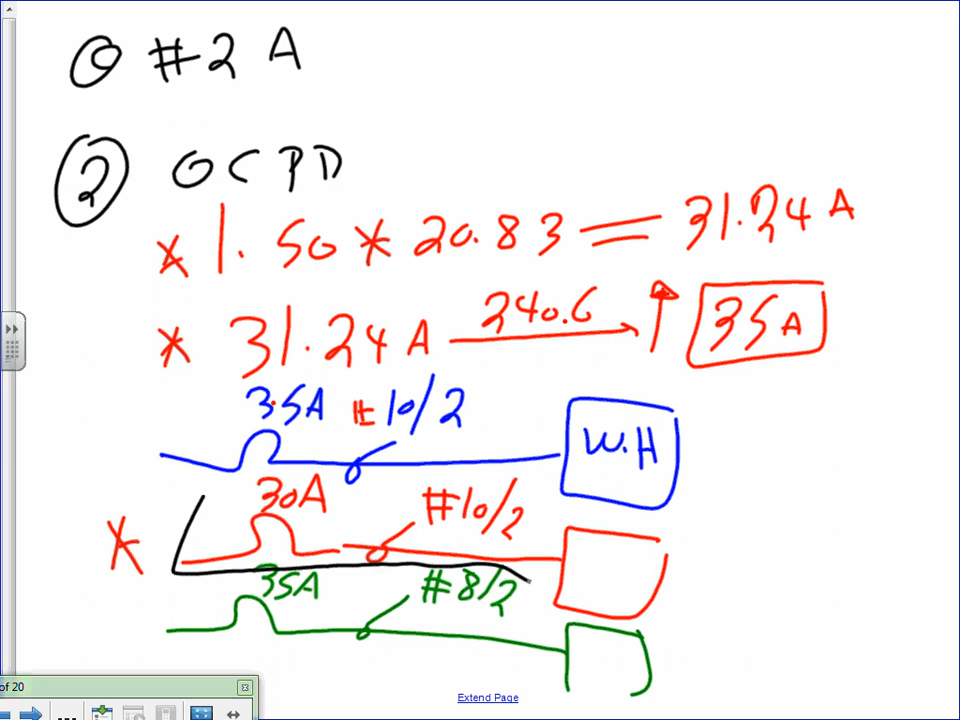 ① #2 A
② OCPD
* 1.50 * 20.83 = 31.24 A
* 31.24 A 240.6 → ↑ 35 A
35A #10/2 W.H
* 30A #10/2
35A #8/2
of 20
Extend Page